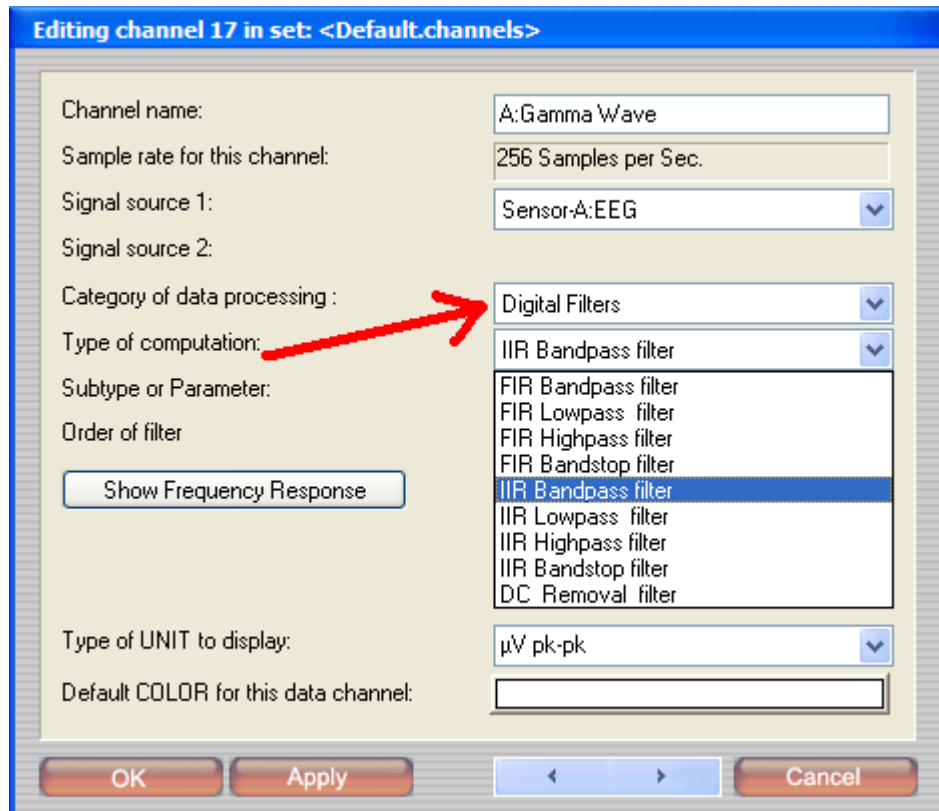 Editing channel 17 in set: <Default.channels>
Channel name:
A:Gamma Wave
Sample rate for this channel:
256 Samples per Sec.
Signal source 1:
Sensor-A:EEG
Signal source 2:
Category of data processing :
Digital Filters
Type of computation:
IIR Bandpass filter
Subtype or Parameter:
Order of filter
Show Frequency Response
FIR Bandpass filter
FIR Lowpass  filter
FIR Highpass filter
FIR Bandstop filter
IIR Bandpass filter
IIR Lowpass  filter
IIR Highpass filter
IIR Bandstop filter
DC  Removal  filter
Type of UNIT to display:
µV pk-pk
Default COLOR for this data channel:
OK
Apply
Cancel